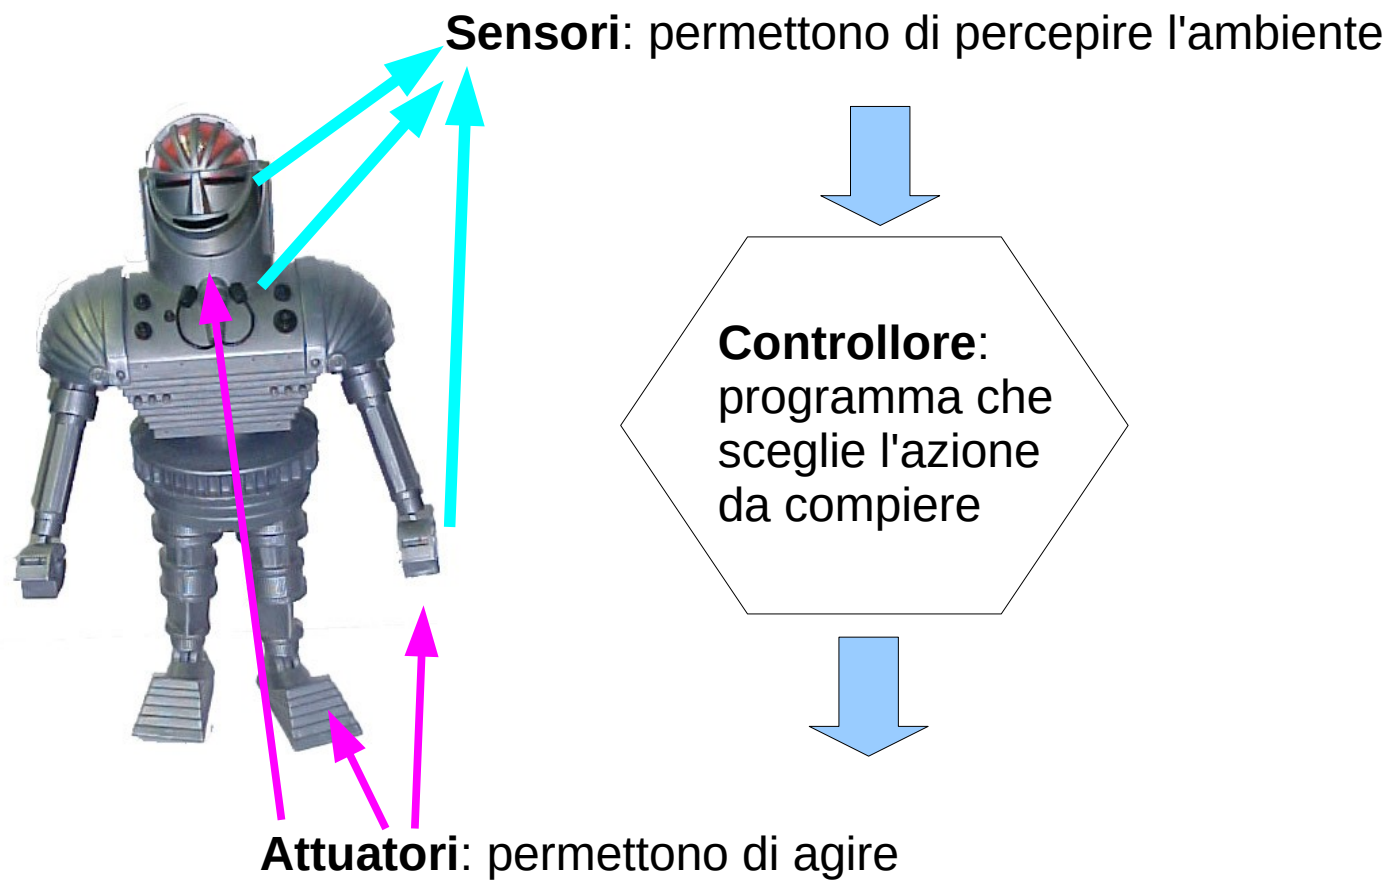 Sensori: permettono di percepire l'ambiente
Controllore:
programma che
sceglie l'azione
da compiere
Attuatori: permettono di agire